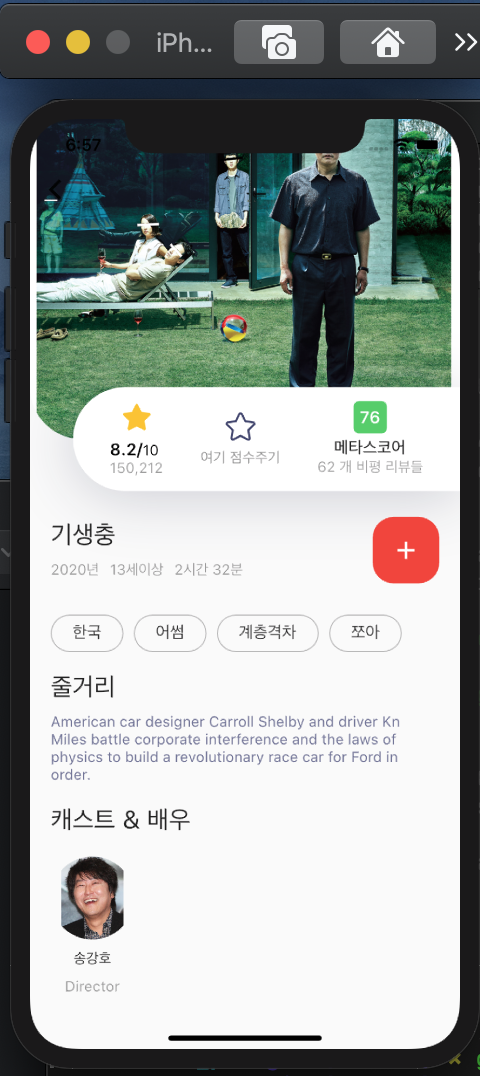 iPh...
6:57
8.2/10
150,212
여기 점수주기
76
메타스코어
62 개 비평 리뷰들
기생충
2020년 13세이상 2시간 32분
+
한국 어썸 계층격차 쪼아
줄거리
American car designer Carroll Shelby and driver Kn
Miles battle corporate interference and the laws of
physics to build a revolutionary race car for Ford in
order.
캐스트 & 배우
송강호
Director